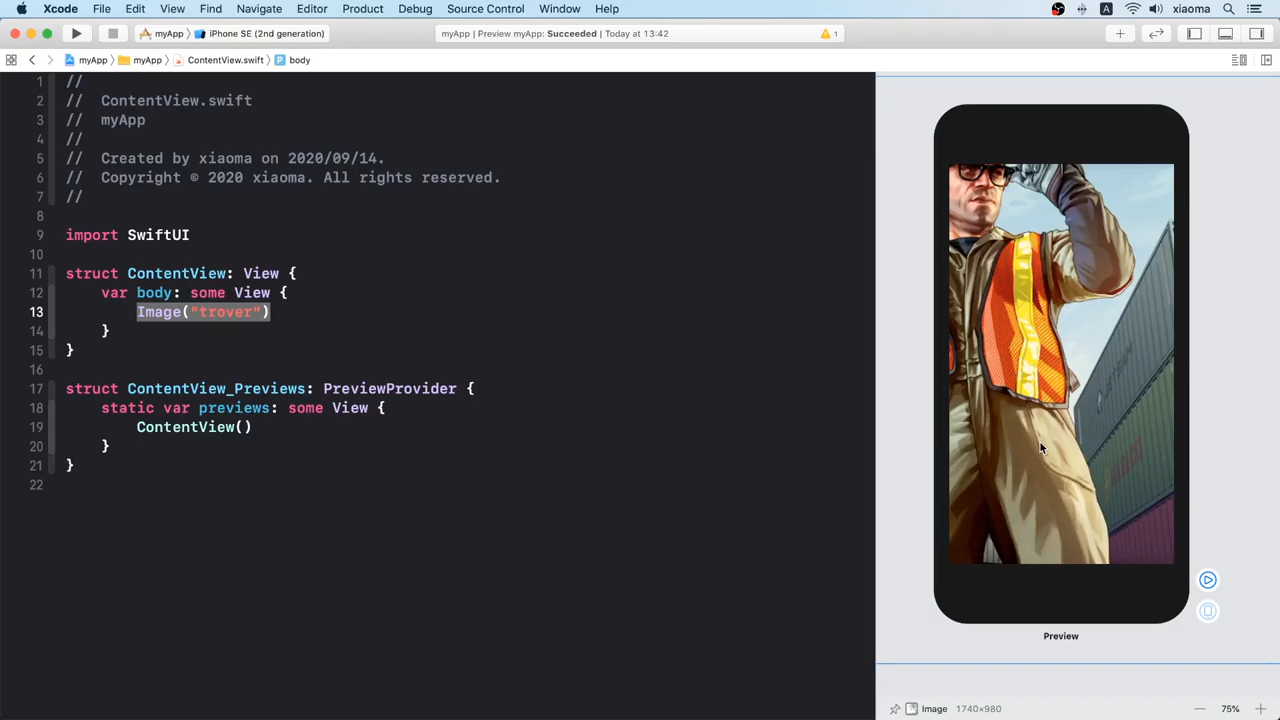 Xcode File Edit View Find Navigate Editor Product Debug Source Control Window Help A xiaoma
myApp iPhone SE (2nd generation) myApp | Preview myApp: Succeeded | Today at 13:42 1
myApp myApp ContentView.swift P body
1 //
2 // ContentView.swift
3 // myApp
4 //
5 // Created by xiaoma on 2020/09/14.
6 // Copyright © 2020 xiaoma. All rights reserved.
7 //
8
9 import SwiftUI
10
11 struct ContentView: View {
12 var body: some View {
13 Image("trover")
14 }
15 }
16
17 struct ContentView_Previews: PreviewProvider {
18 static var previews: some View {
19 ContentView()
20 }
21 }
22
Preview
Image 1740×980 75%